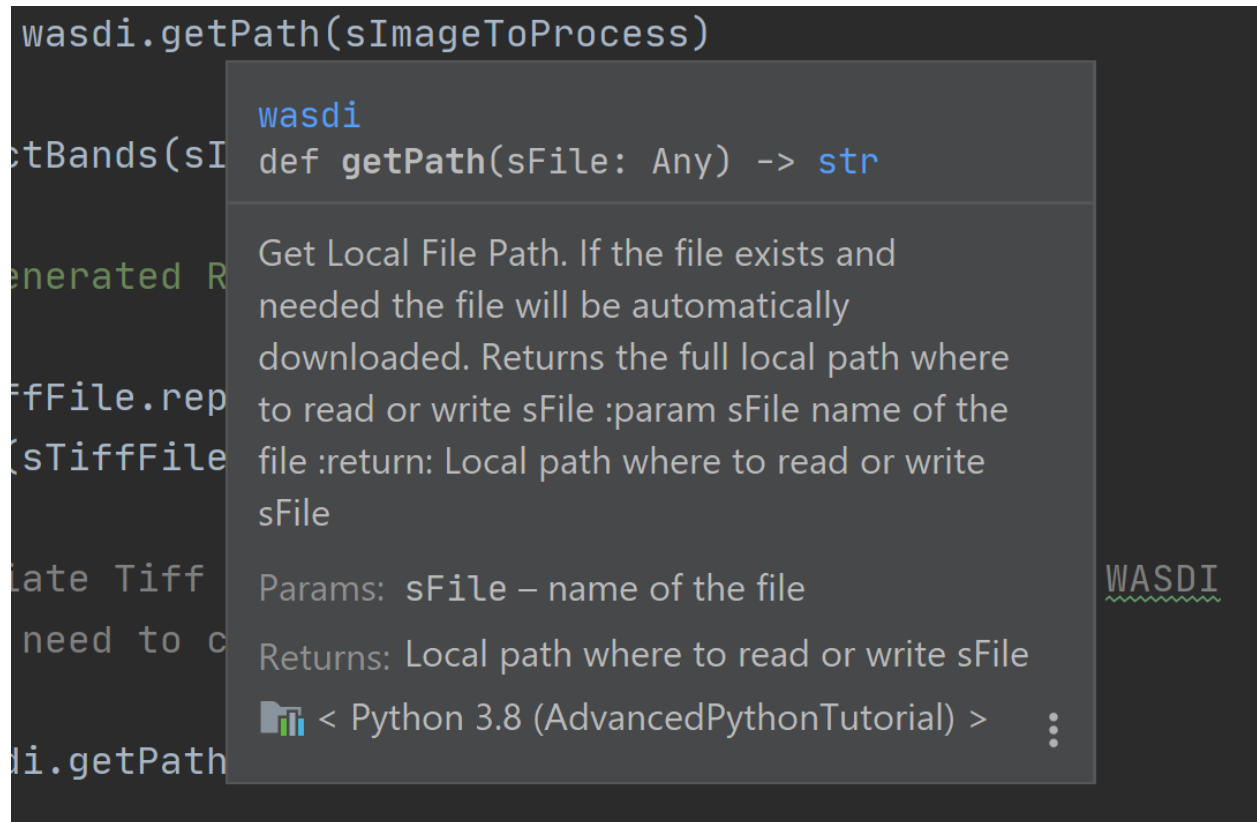 wasdi.getPath(sImageToProcess)
wasdi
ctBands(sI
def getPath(sFile: Any) -> str
Get Local File Path. If the file exists and
enerated R
needed the file will be automatically
downloaded. Returns the full local path where
ffFile.rep
to read or write sFile :param sFile name of the
(sTiffFile
file :return: Local path where to read or write
sFile
iate Tiff
Params: sFile – name of the file
WASDI
need to c
Returns: Local path where to read or write sFile
< Python 3.8 (AdvancedPythonTutorial) >
di.getPath